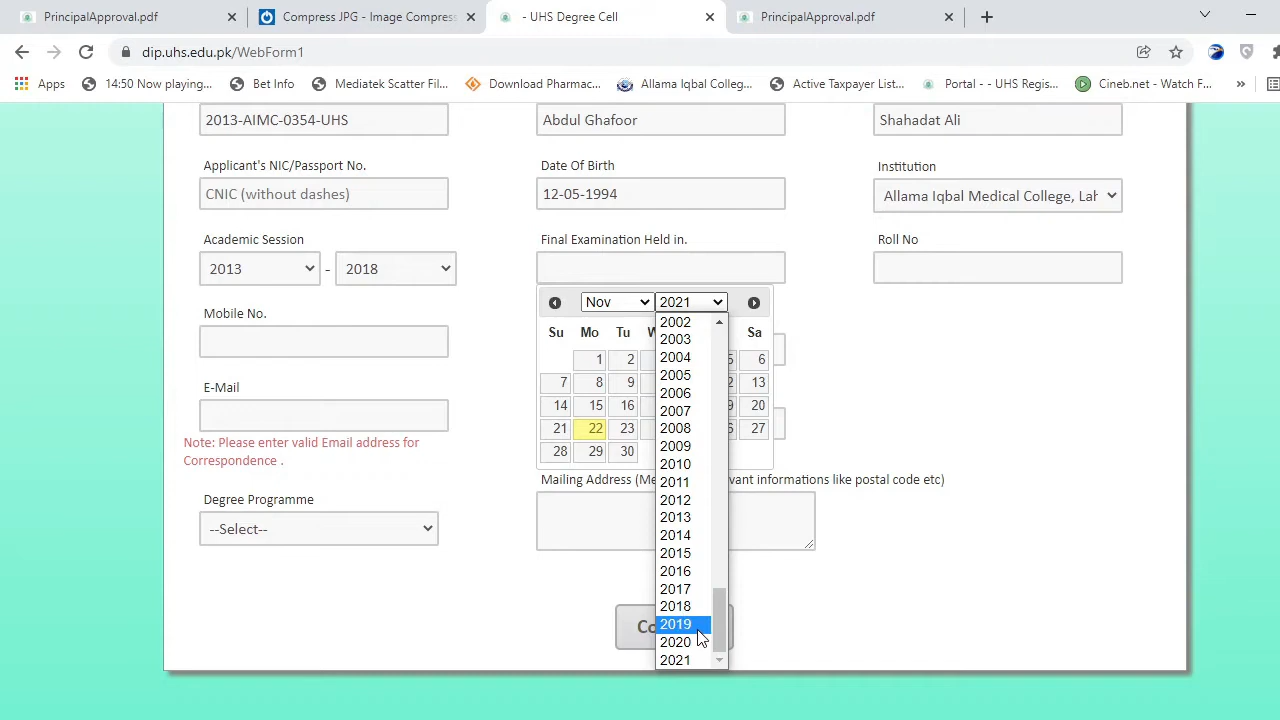 PrincipalApproval.pdf
Compress JPG - Image Compress
- UHS Degree Cell
PrincipalApproval.pdf
dip.uhs.edu.pk/WebForm1
Apps
14:50 Now playing...
Bet Info
Mediatek Scatter Fil...
Download Pharmac...
Allama Iqbal Colleg...
Active Taxpayer List...
Portal - - UHS Regis...
Cineb.net - Watch F...
»
2013-AIMC-0354-UHS
Abdul Ghafoor
Shahadat Ali
Applicant's NIC/Passport No.
Date Of Birth
Institution
CNIC (without dashes)
12-05-1994
Allama Iqbal Medical College, Lah
Academic Session
Final Examination Held in.
Roll No
2013
-
2018
Mobile No.
Nov
2021
Su Mo Tu W Sa
1 2 5 6
7 8 9 2 13
14 15 16 9 20
21 22 23 6 27
28 29 30
2002
2003
2004
2005
2006
2007
2008
2009
2010
2011
2012
2013
2014
2015
2016
2017
2018
2019
2020
2021
E-Mail
Note: Please enter valid Email address for
Correspondence .
Mailing Address (Me vant informations like postal code etc)
Degree Programme
--Select--
Co